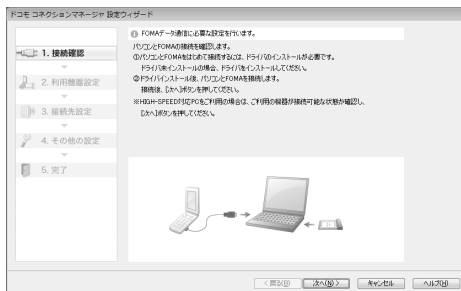 ドコモ コネクションマネージャ 設定ウィザード
FOMAデータ通信に必要な設定を行います。
1. 接続確認
2. 利用機器設定
3. 接続先設定
4. その他の設定
5. 完了
パソコンとFOMAの接続を確認します。
①パソコンとFOMAをはじめて接続するには、ドライバのインストールが必要です。
ドライバ未インストールの場合、ドライバをインストールしてください。
②ドライバインストール後、パソコンとFOMAを接続します。
接続後、[次へ]ボタンを押してください。
※HIGH-SPEED対応PCをご利用の場合は、ご利用の機器が接続可能な状態か確認し、
[次へ]ボタンを押してください。
< 戻る(B)
次へ(N) >
キャンセル
ヘルプ(H)